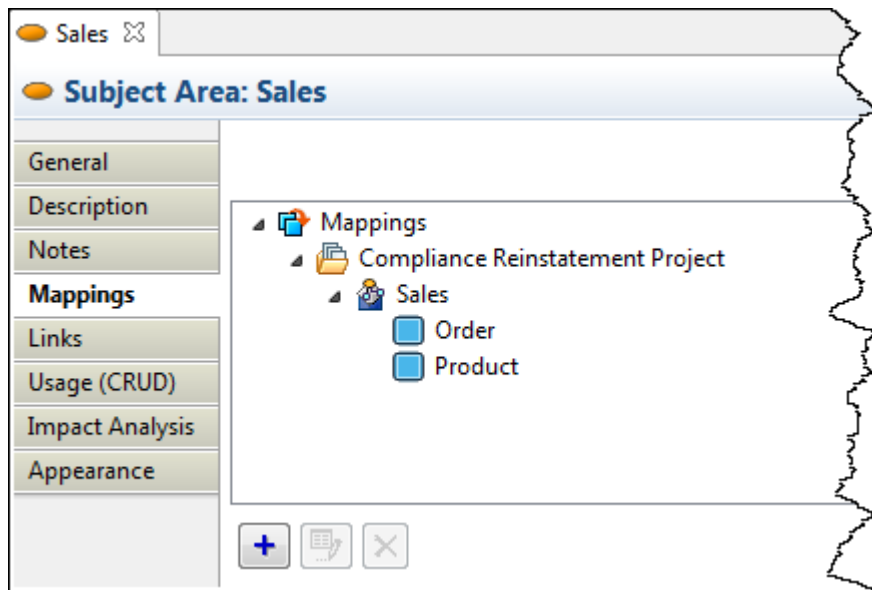 Sales
Subject Area: Sales
General
Description
Notes
Mappings
Links
Usage (CRUD)
Impact Analysis
Appearance
Mappings
Compliance Reinstatement Project
Sales
Order
Product